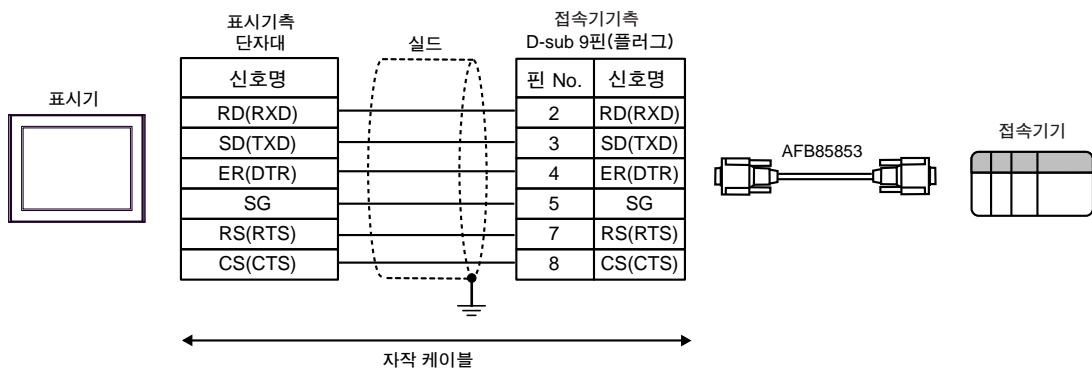 표시기
표시기측
단자대
실드
접속기기측
D-sub 9핀(플러그)
신호명
핀 No.
신호명
RD(RXD)
2
RD(RXD)
SD(TXD)
3
SD(TXD)
ER(DTR)
4
ER(DTR)
SG
5
SG
RS(RTS)
7
RS(RTS)
CS(CTS)
8
CS(CTS)
자작 케이블
AFB85853
접속기기